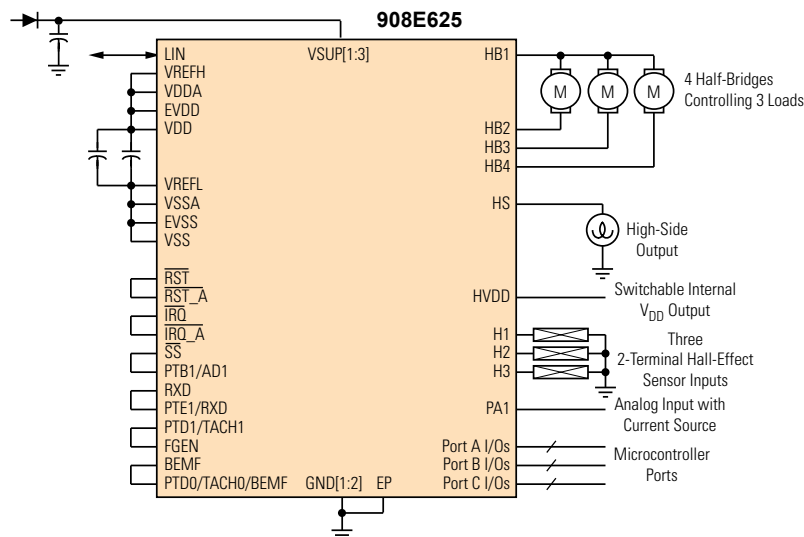 908E625
LIN
VREFH
VDDA
EVDD
VDD
VREFL
VSSA
EVSS
VSS
RST
RST_A
IRQ
IRQ_A
SS
PTB1/AD1
RXD
PTE1/RXD
PTD1/TACH1
FGEN
BEMF
PTD0/TACH0/BEMF
VSUP[1:3]
GND[1:2]
EP
HB1
HB2
HB3
HB4
HS
HVDD
H1
H2
H3
PA1
Port A I/Os
Port B I/Os
Port C I/Os
M
M
M
4 Half-Bridges
Controlling 3 Loads
High-Side
Output
Switchable Internal
VDD Output
Three
2-Terminal Hall-Effect
Sensor Inputs
Analog Input with
Current Source
Microcontroller
Ports